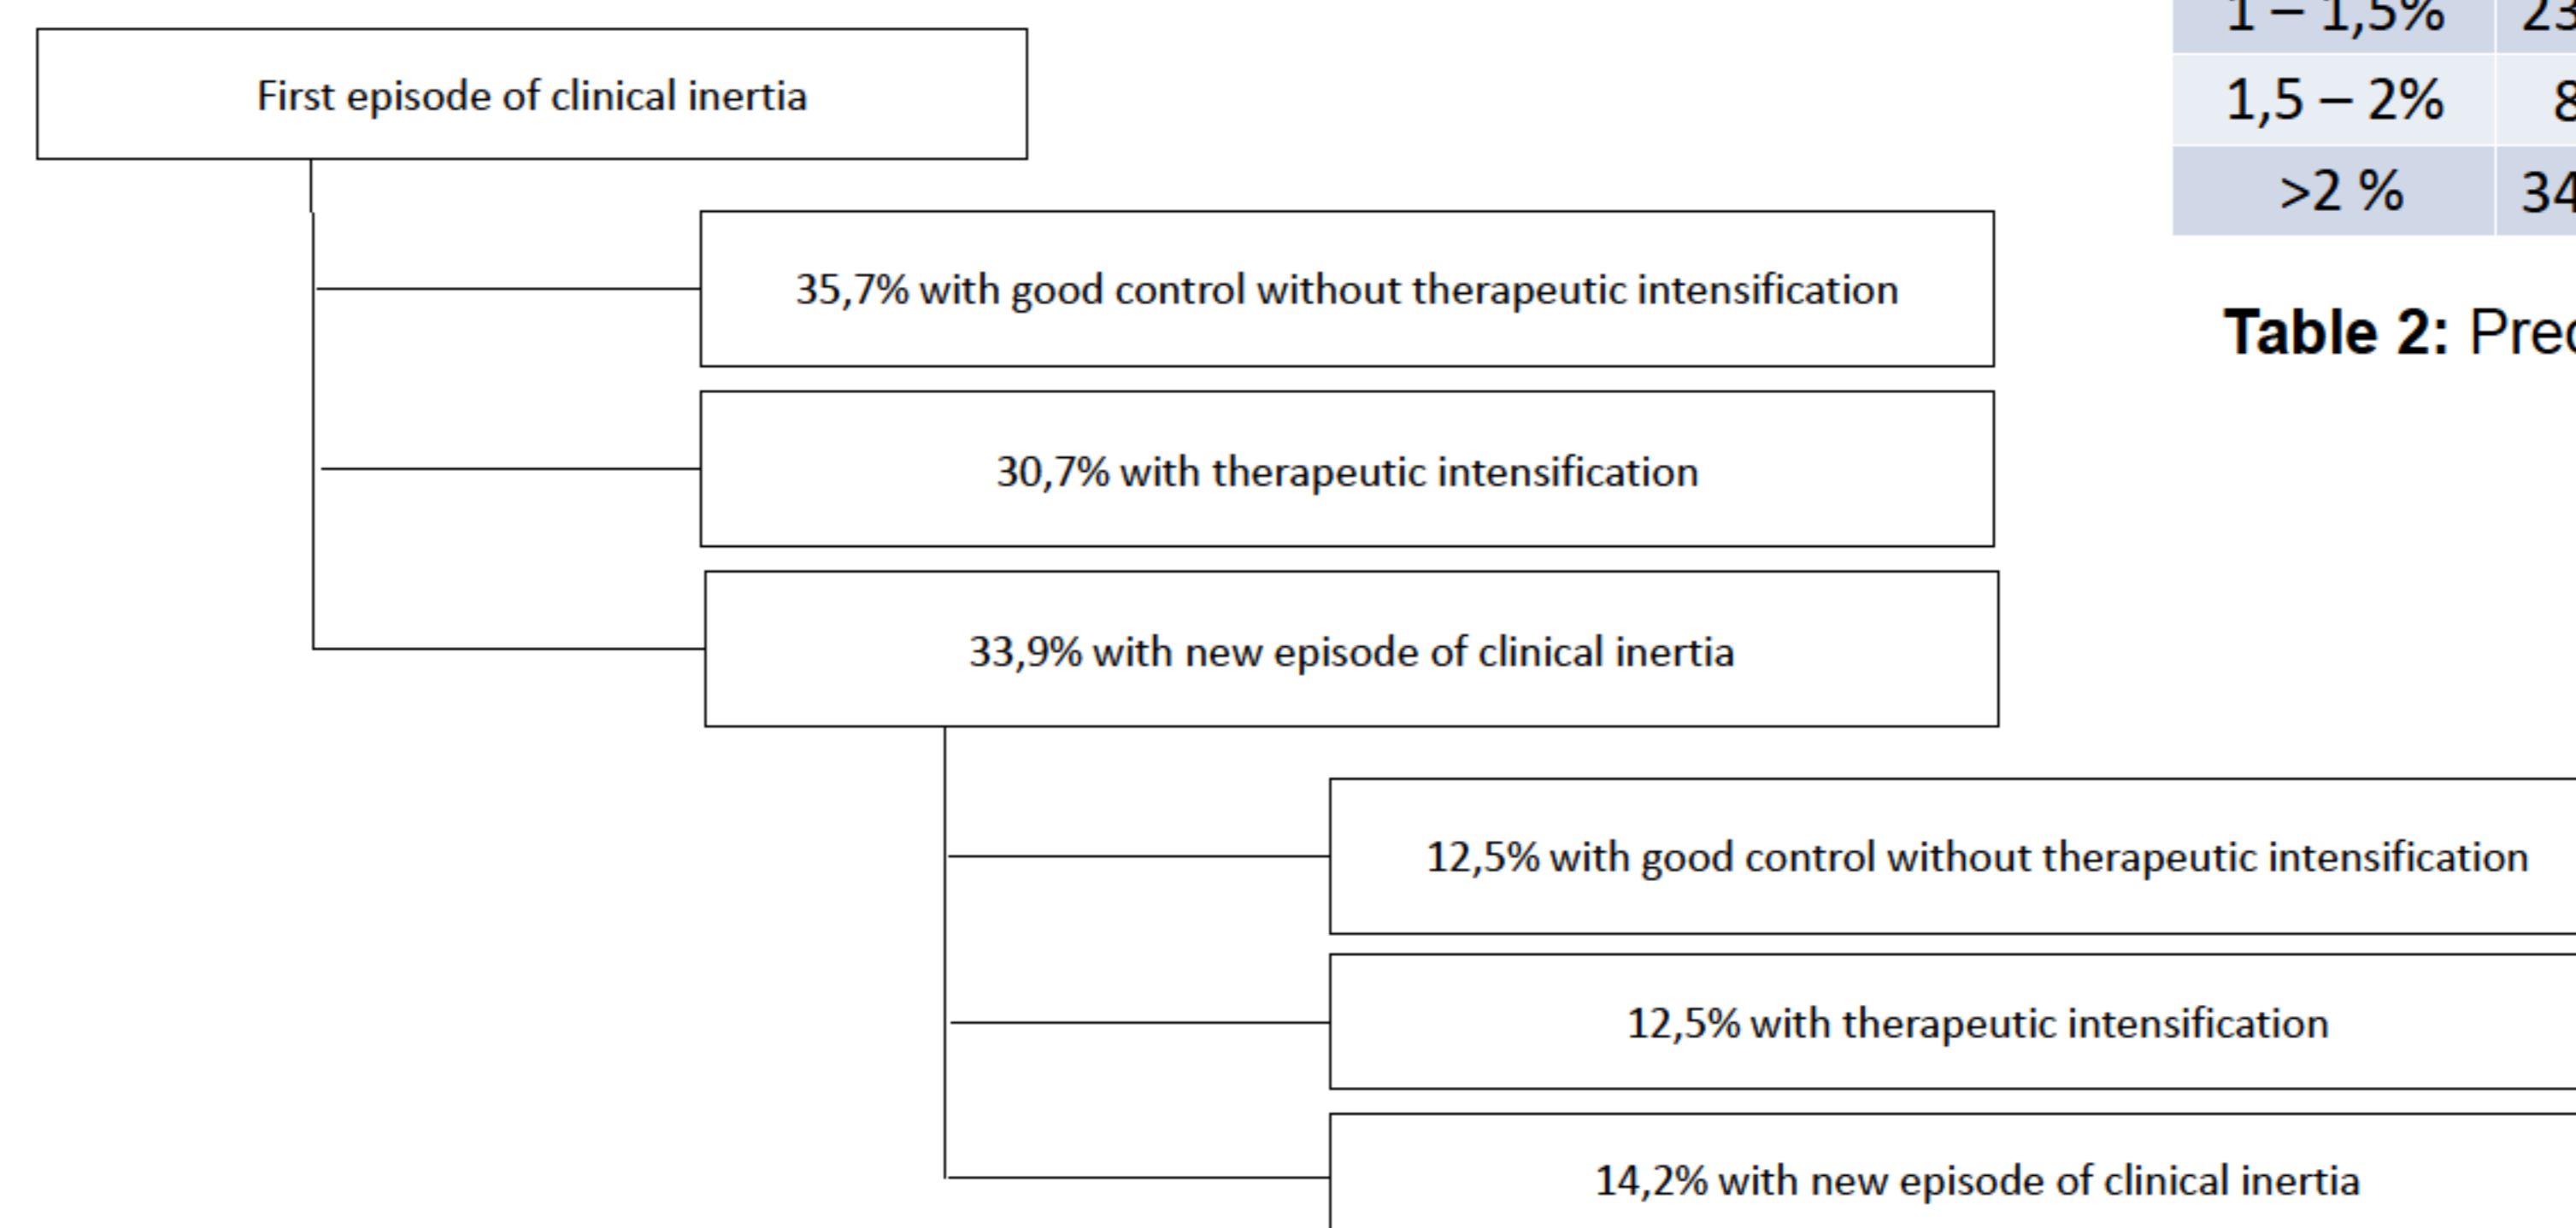 First episode of clinical inertia
35,7% with good control without therapeutic intensification
30,7% with therapeutic intensification
33,9% with new episode of clinical inertia
12,5% with good control without therapeutic intensification
12,5% with therapeutic intensification
14,2% with new episode of clinical inertia
1 – 1,5%
1,5 – 2%
>2 %
Table 2: